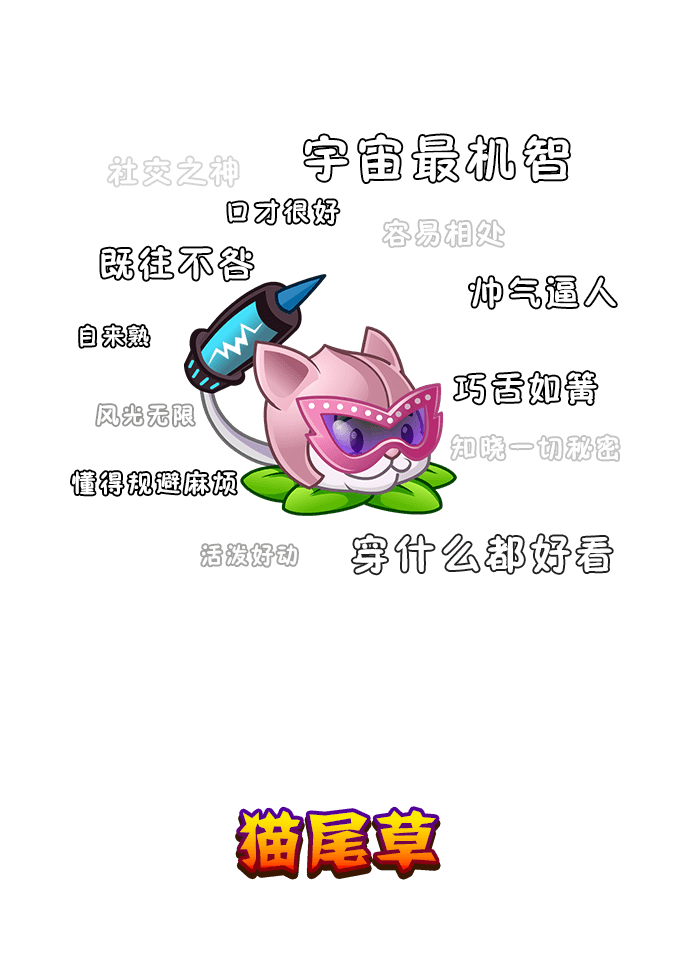 社交之神
宇宙最机智
口才很好
容易相处
既往不咎
帅气逼人
自来熟
巧舌如簧
风光无限
知晓一切秘密
懂得规避麻烦
活泼好动
穿什么都好看
猫尾草